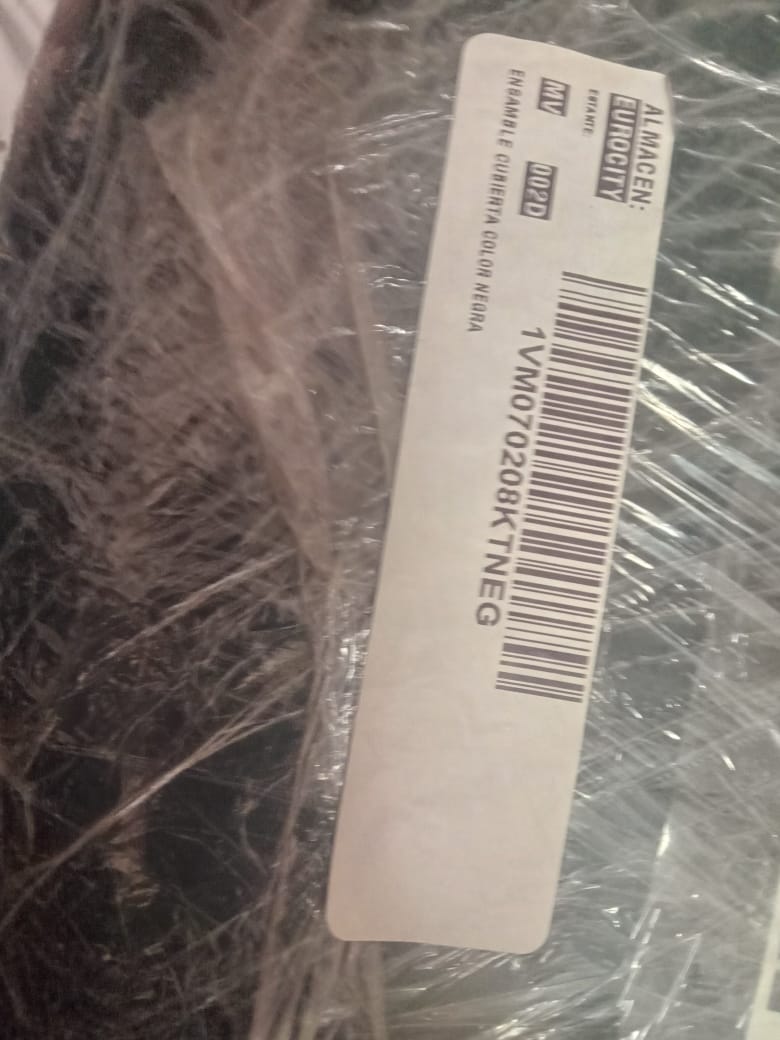 ALMACEN:
EUROCITY
ESTANTE:
MV 002D
ENSAMBLE CUBIERTA COLOR NEGRA
1VM070208KTNEG